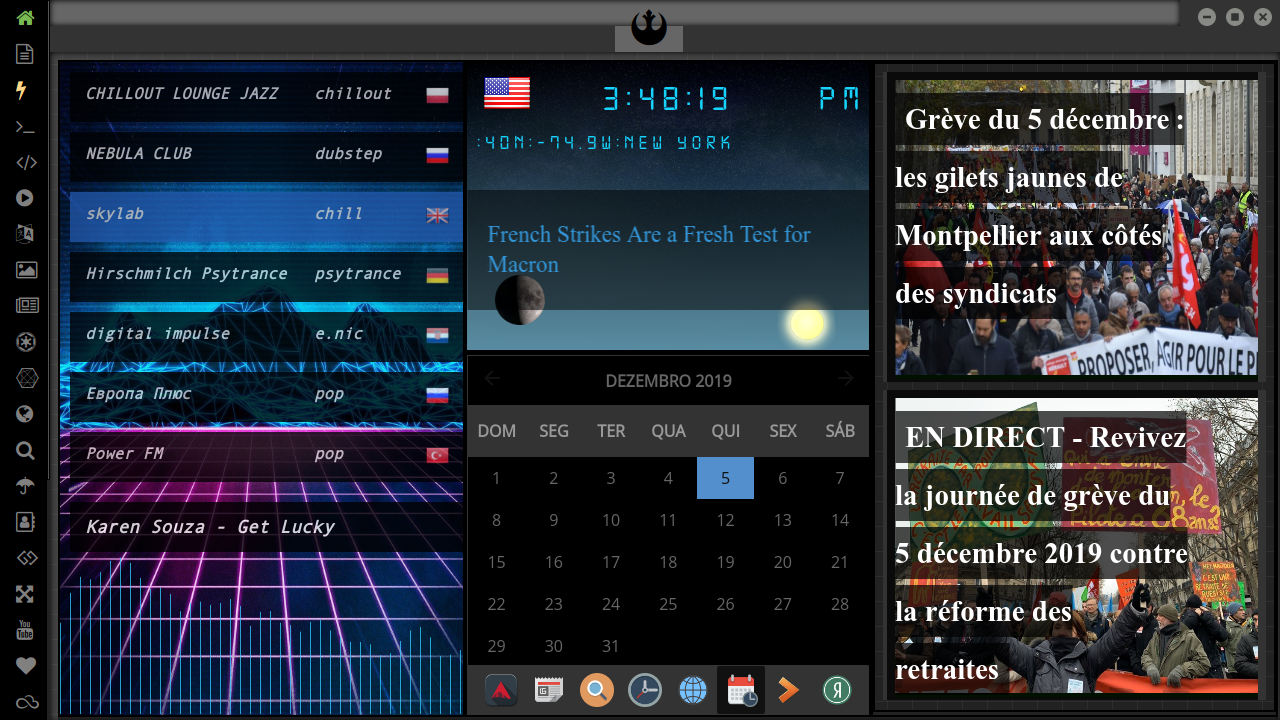 CHILLOUT LOUNGE JAZZ chillout
NEBULA CLUB dubstep
skylab chill
Hirschmilch Psytrance psytrance
digital impulse e.nic
Европа Плюс pop
Power FM pop
Karen Souza - Get Lucky
3:48:19 PM
:40N:-74.9W:NEW YORK
French Strikes Are a Fresh Test for
Macron
DEZEMBRO 2019
DOM SEG TER QUA QUI SEX SÁB
1 2 3 4 5 6 7
8 9 10 11 12 13 14
15 16 17 18 19 20 21
22 23 24 25 26 27 28
29 30 31
Grève du 5 décembre :
les gilets jaunes de
Montpellier aux côtés
des syndicats
PROPOSER, AGIR POUR LE P
EN DIRECT - Revivez
la journée de grève du
5 décembre 2019 contre
la réforme des
retraites
You
Tube